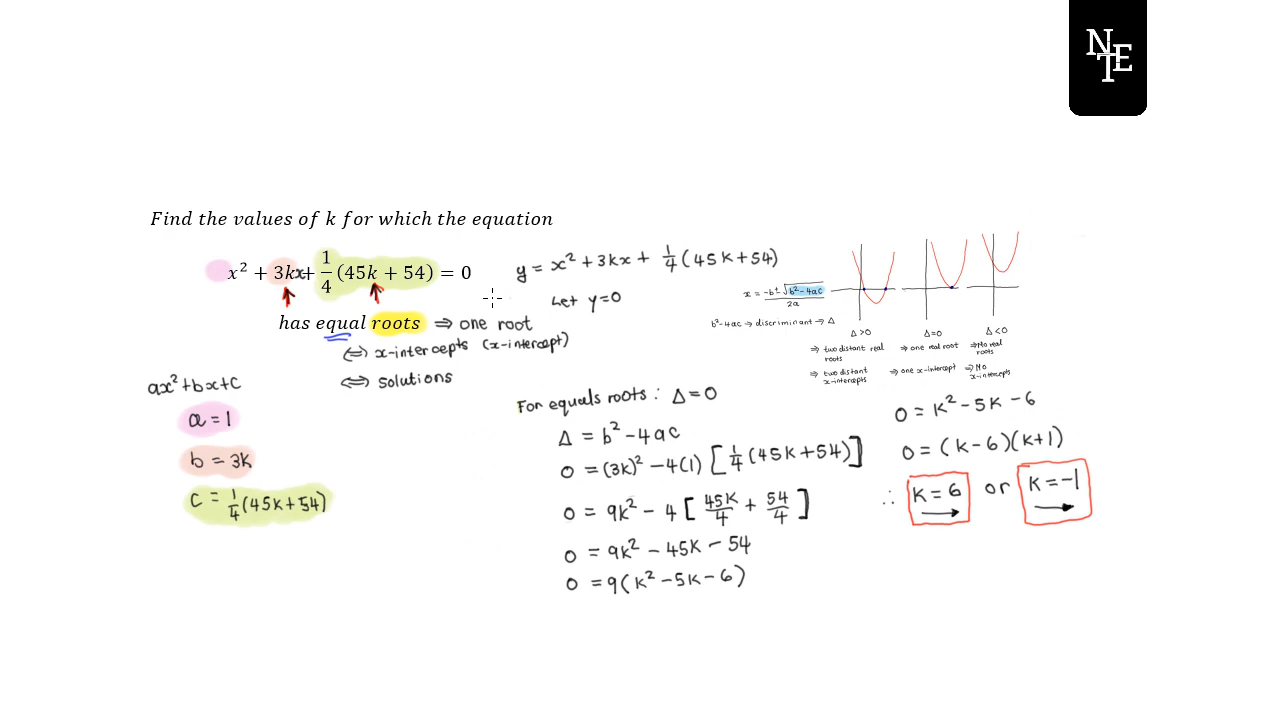 NTE
Find the values of k for which the equation
x² + 3kx + 1/4 (45k + 54) = 0
has equal roots ⇒ one root
⇔ x-intercepts (x-intercept)
⇔ solutions
ax²+bx+c
a = 1
b = 3k
c = 1/4 (45k+54)
y = x² + 3kx + 1/4 (45k+54)
Let y=0
x = -b ± √b²-4ac / 2a
b²-4ac → discriminant → Δ
Δ>0
⇒ two distant real roots
⇒ two distant x-intercepts
Δ=0
⇒ one real root
⇒ one x-intercept
Δ<0
⇒ No real roots
⇒ No x-intercepts
For equals roots : Δ=0
Δ = b² - 4ac
0 = (3k)² - 4(1) [1/4 (45k+54)]
0 = 9k² - 4 [45k/4 + 54/4]
0 = 9k² - 45k - 54
0 = 9(k² - 5k - 6)
0 = k² - 5k - 6
0 = (k-6)(k+1)
∴ k = 6 or k = -1